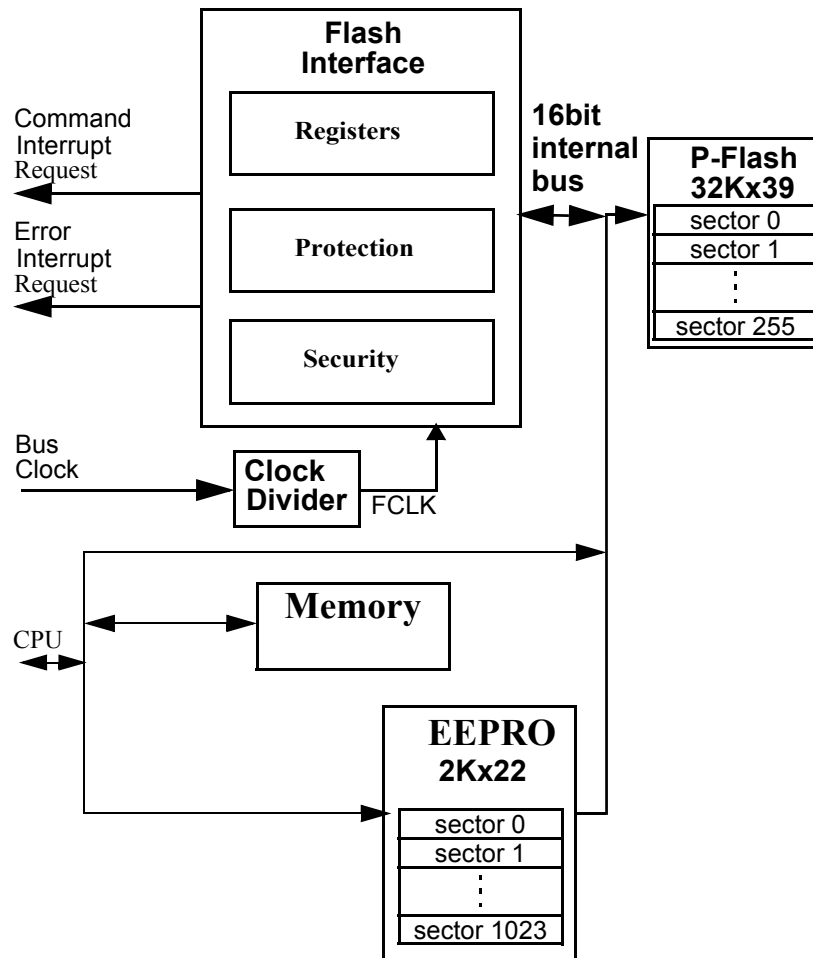 Flash
Interface
Registers
Protection
Security
Command
Interrupt
Request
Error
Interrupt
Request
16bit
internal
bus
P-Flash
32Kx39
sector 0
sector 1
sector 255
Bus
Clock
Clock
Divider
FCLK
Memory
CPU
EEPRO
2Kx22
sector 0
sector 1
sector 1023